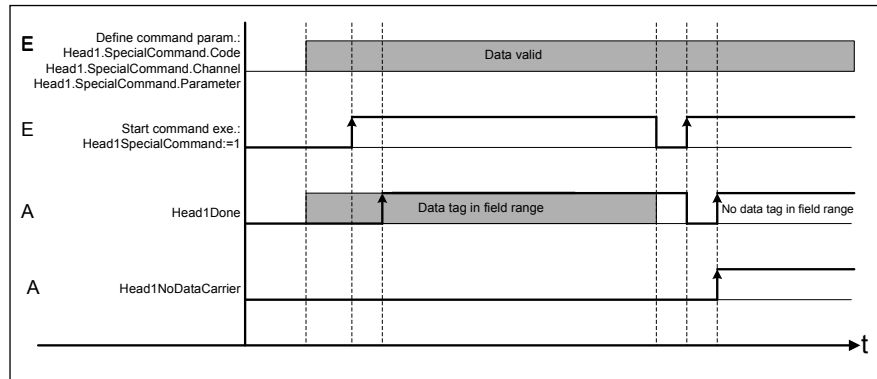 E
Define command param.:
Head1.SpecialCommand.Code
Head1.SpecialCommand.Channel
Head1.SpecialCommand.Parameter
Data valid
E
Start command exe.:
Head1SpecialCommand:=1
A
Head1Done
Data tag in field range
No data tag in field range
A
Head1NoDataCarrier
t